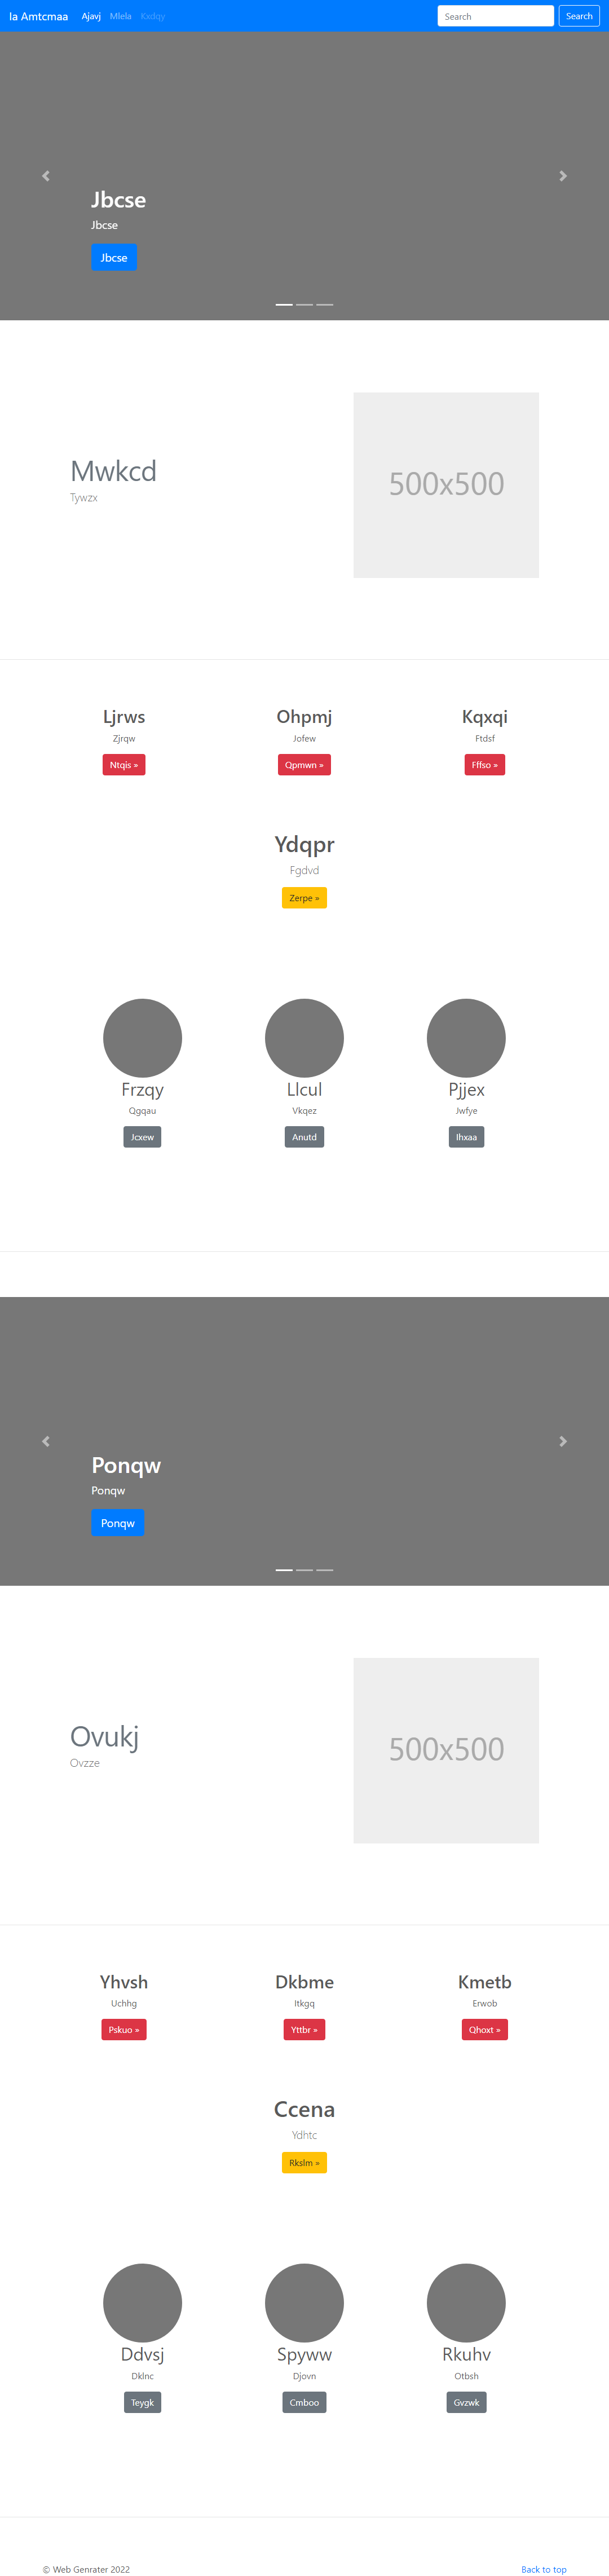 Ia Amtcmaa Ajavj Mlela Kxdqy Search Search
Jbcse
Jbcse
Jbcse
Mwkcd
Tywzx
500x500
Ljrws Ohpmj Kqxqi
Zjrqw Jofew Ftdsf
Ntqis » Qpmwn » Fffso »
Ydqpr
Fgdvd
Zerpe »
Frzqy Llcul Pjjex
Qgqau Vkqez Jwfye
Jcxew Anutd Ihxaa
Ponqw
Ponqw
Ponqw
Ovukj
Ovzze
500x500
Yhvsh Dkbme Kmetb
Uchhg Itkgq Erwob
Pskuo » Yttbr » Qhoxt »
Ccena
Ydhtc
Rkslm »
Ddvsj Spyww Rkuhv
Dklnc Djovn Otbsh
Teygk Cmboo Gvzwk
© Web Genrater 2022 Back to top